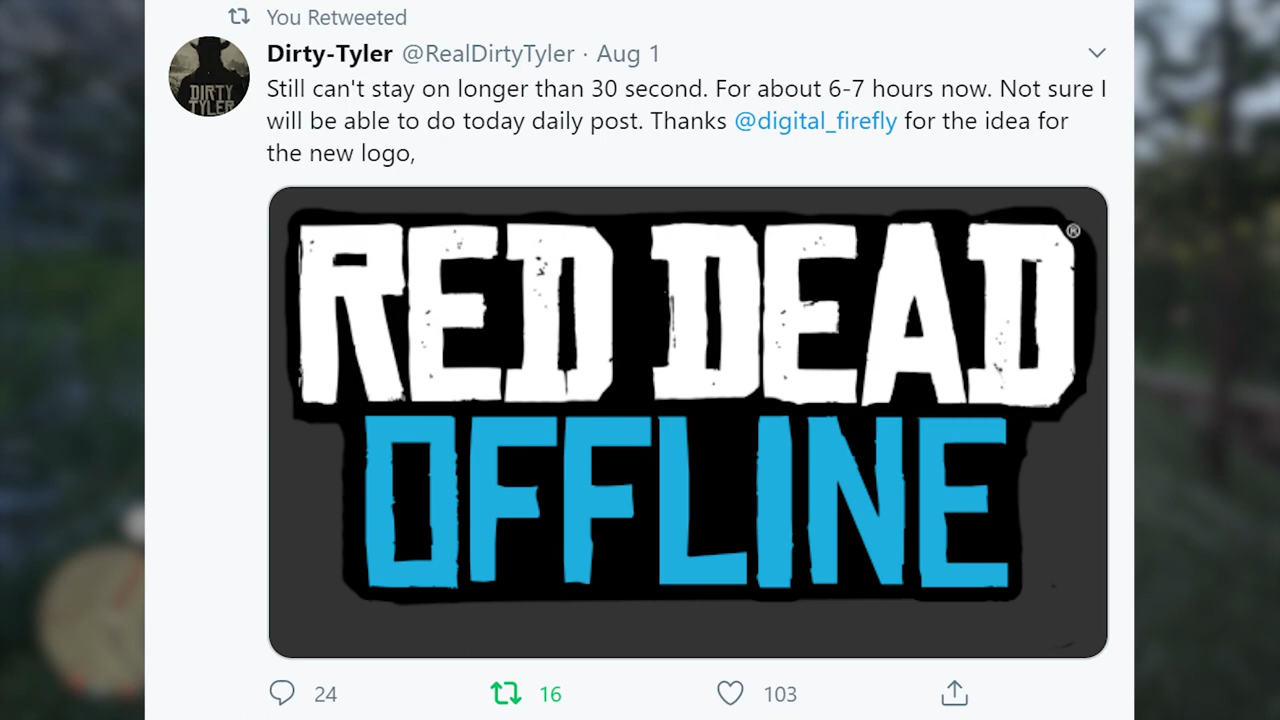 You Retweeted
Dirty-Tyler @RealDirtyTyler · Aug 1
Still can't stay on longer than 30 second. For about 6-7 hours now. Not sure I
will be able to do today daily post. Thanks @digital_firefly for the idea for
the new logo,
DIRTY
TYLER
RED DEAD®
OFFLINE
24 16 103